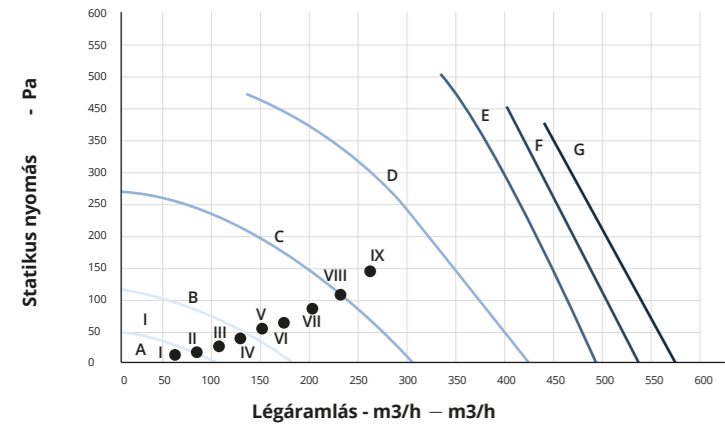 600
550
500
450
400
350
300
250
200
150
100
50
0
Statikus nyomás - Pa
A
I
B
C
D
E
F
G
I
II
III
IV
V
VI
VII
VIII
IX
0 50 100 150 200 250 300 350 400 450 500 550 600
Légáramlás - m3/h — m3/h